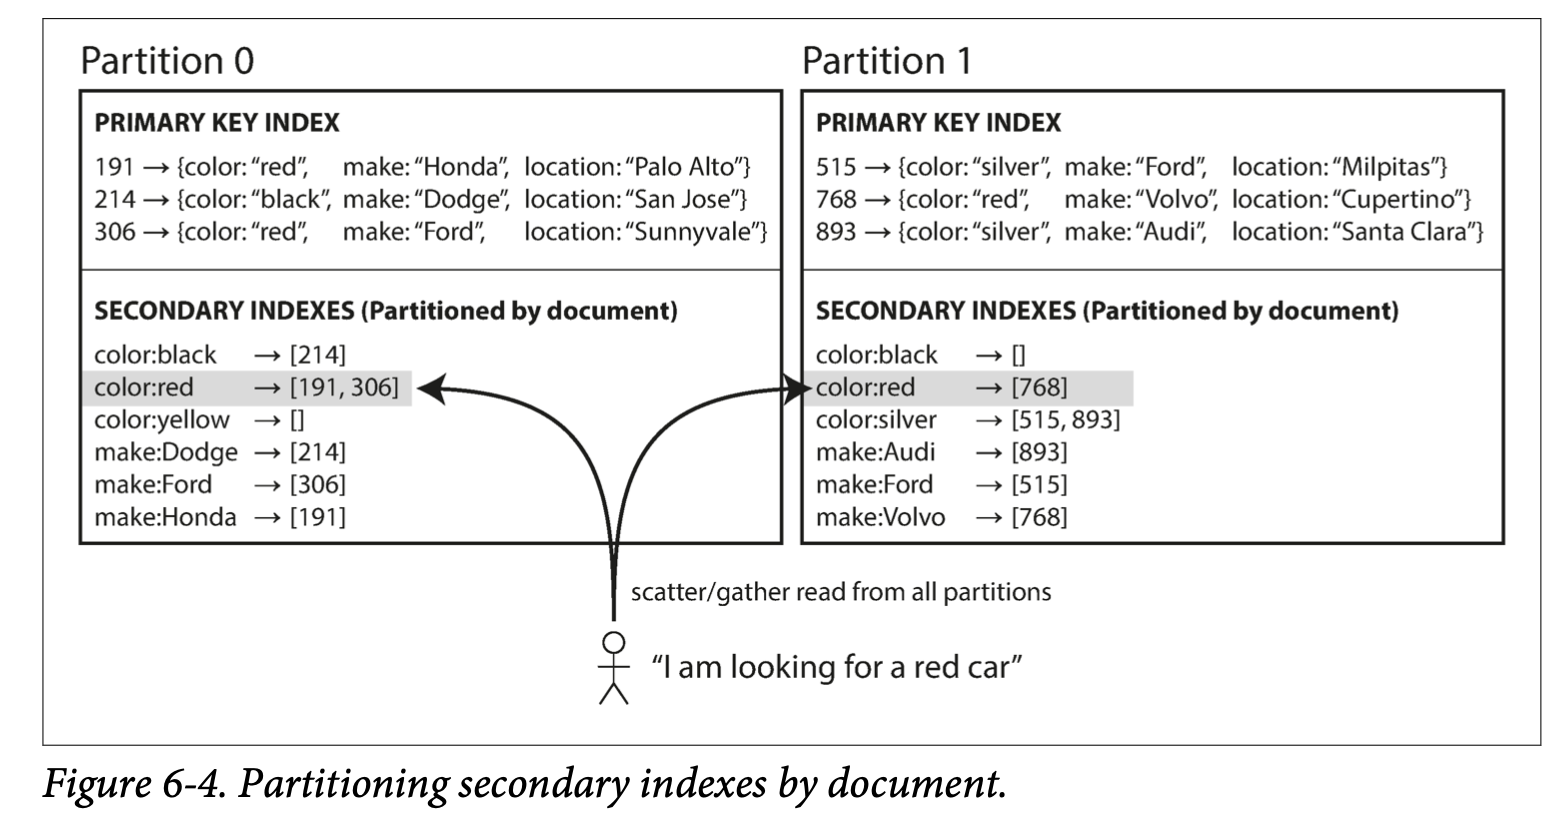 Partition 0
PRIMARY KEY INDEX
191 → {color: “red”, make: “Honda”, location: “Palo Alto”}
214 → {color: “black”, make: “Dodge”, location: “San Jose”}
306 → {color: “red”, make: “Ford”, location: “Sunnyvale”}
SECONDARY INDEXES (Partitioned by document)
color:black → [214]
color:red → [191, 306]
color:yellow → []
make:Dodge → [214]
make:Ford → [306]
make:Honda → [191]
Partition 1
PRIMARY KEY INDEX
515 → {color: “silver”, make: “Ford”, location: “Milpitas”}
768 → {color: “red”, make: “Volvo”, location: “Cupertino”}
893 → {color: “silver”, make: “Audi”, location: “Santa Clara”}
SECONDARY INDEXES (Partitioned by document)
color:black → []
color:red → [768]
color:silver → [515, 893]
make:Audi → [893]
make:Ford → [515]
make:Volvo → [768]
scatter/gather read from all partitions
“I am looking for a red car”
Figure 6-4. Partitioning secondary indexes by document.